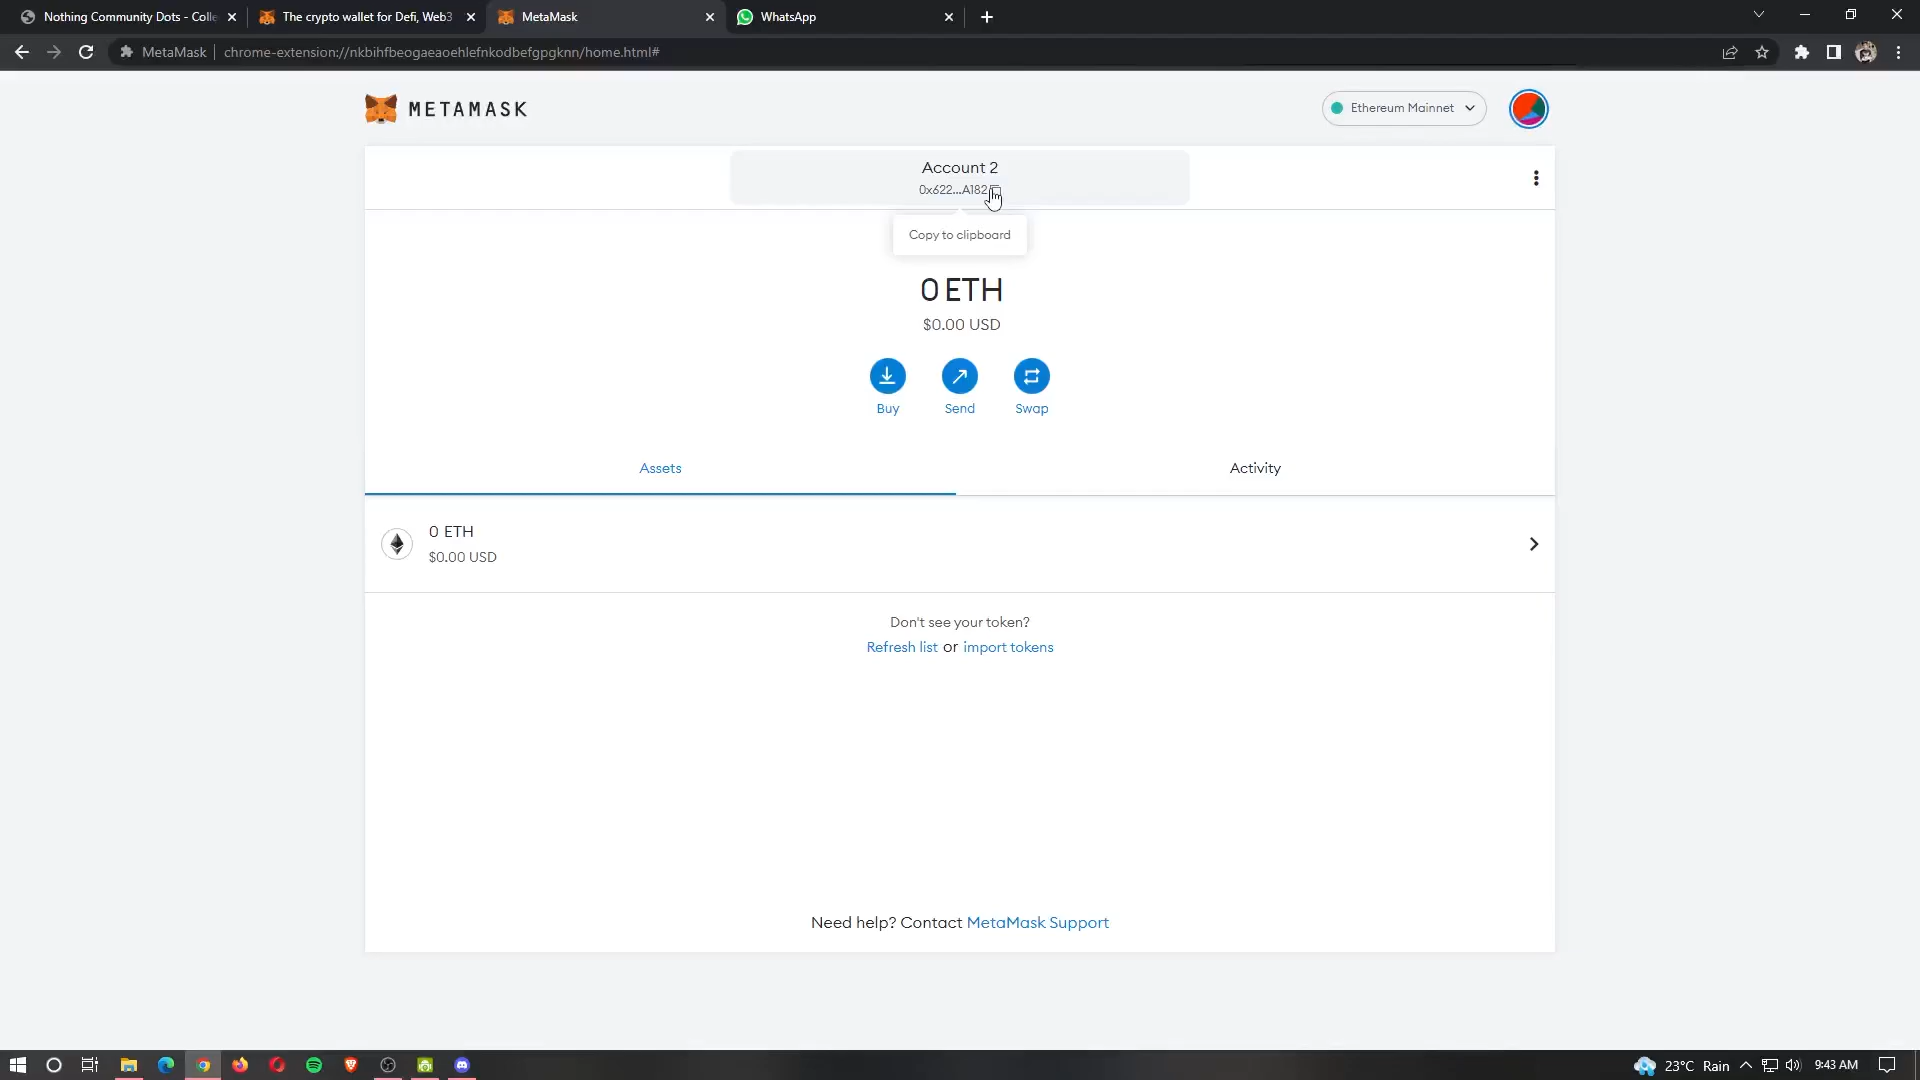 Nothing Community Dots - Colle
The crypto wallet for Defi, Web3
MetaMask
WhatsApp
MetaMask
chrome-extension://nkbihfbeogaeaoehlefnkodbefgpgknn/home.html#
METAMASK
Ethereum Mainnet
Account 2
0x622...A182
Copy to clipboard
0 ETH
$0.00 USD
Buy
Send
Swap
Assets
Activity
0 ETH
$0.00 USD
Don't see your token?
Refresh list or import tokens
Need help? Contact MetaMask Support
23°C Rain
9:43 AM